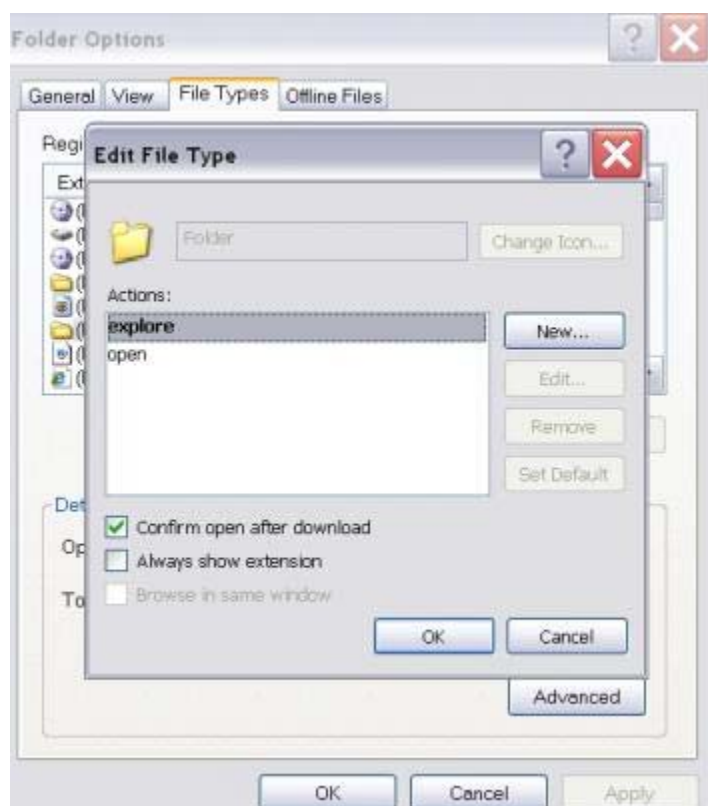 Folder Options
?
General View File Types Offline Files
Regi
Edit File Type
?
Ext
Folder
Change Icon...
Actions:
explore
open
New...
Edit...
Remove
Set Default
Det
Confirm open after download
Op
Always show extension
To
Browse in same window
OK Cancel
Advanced
OK Cancel Apply